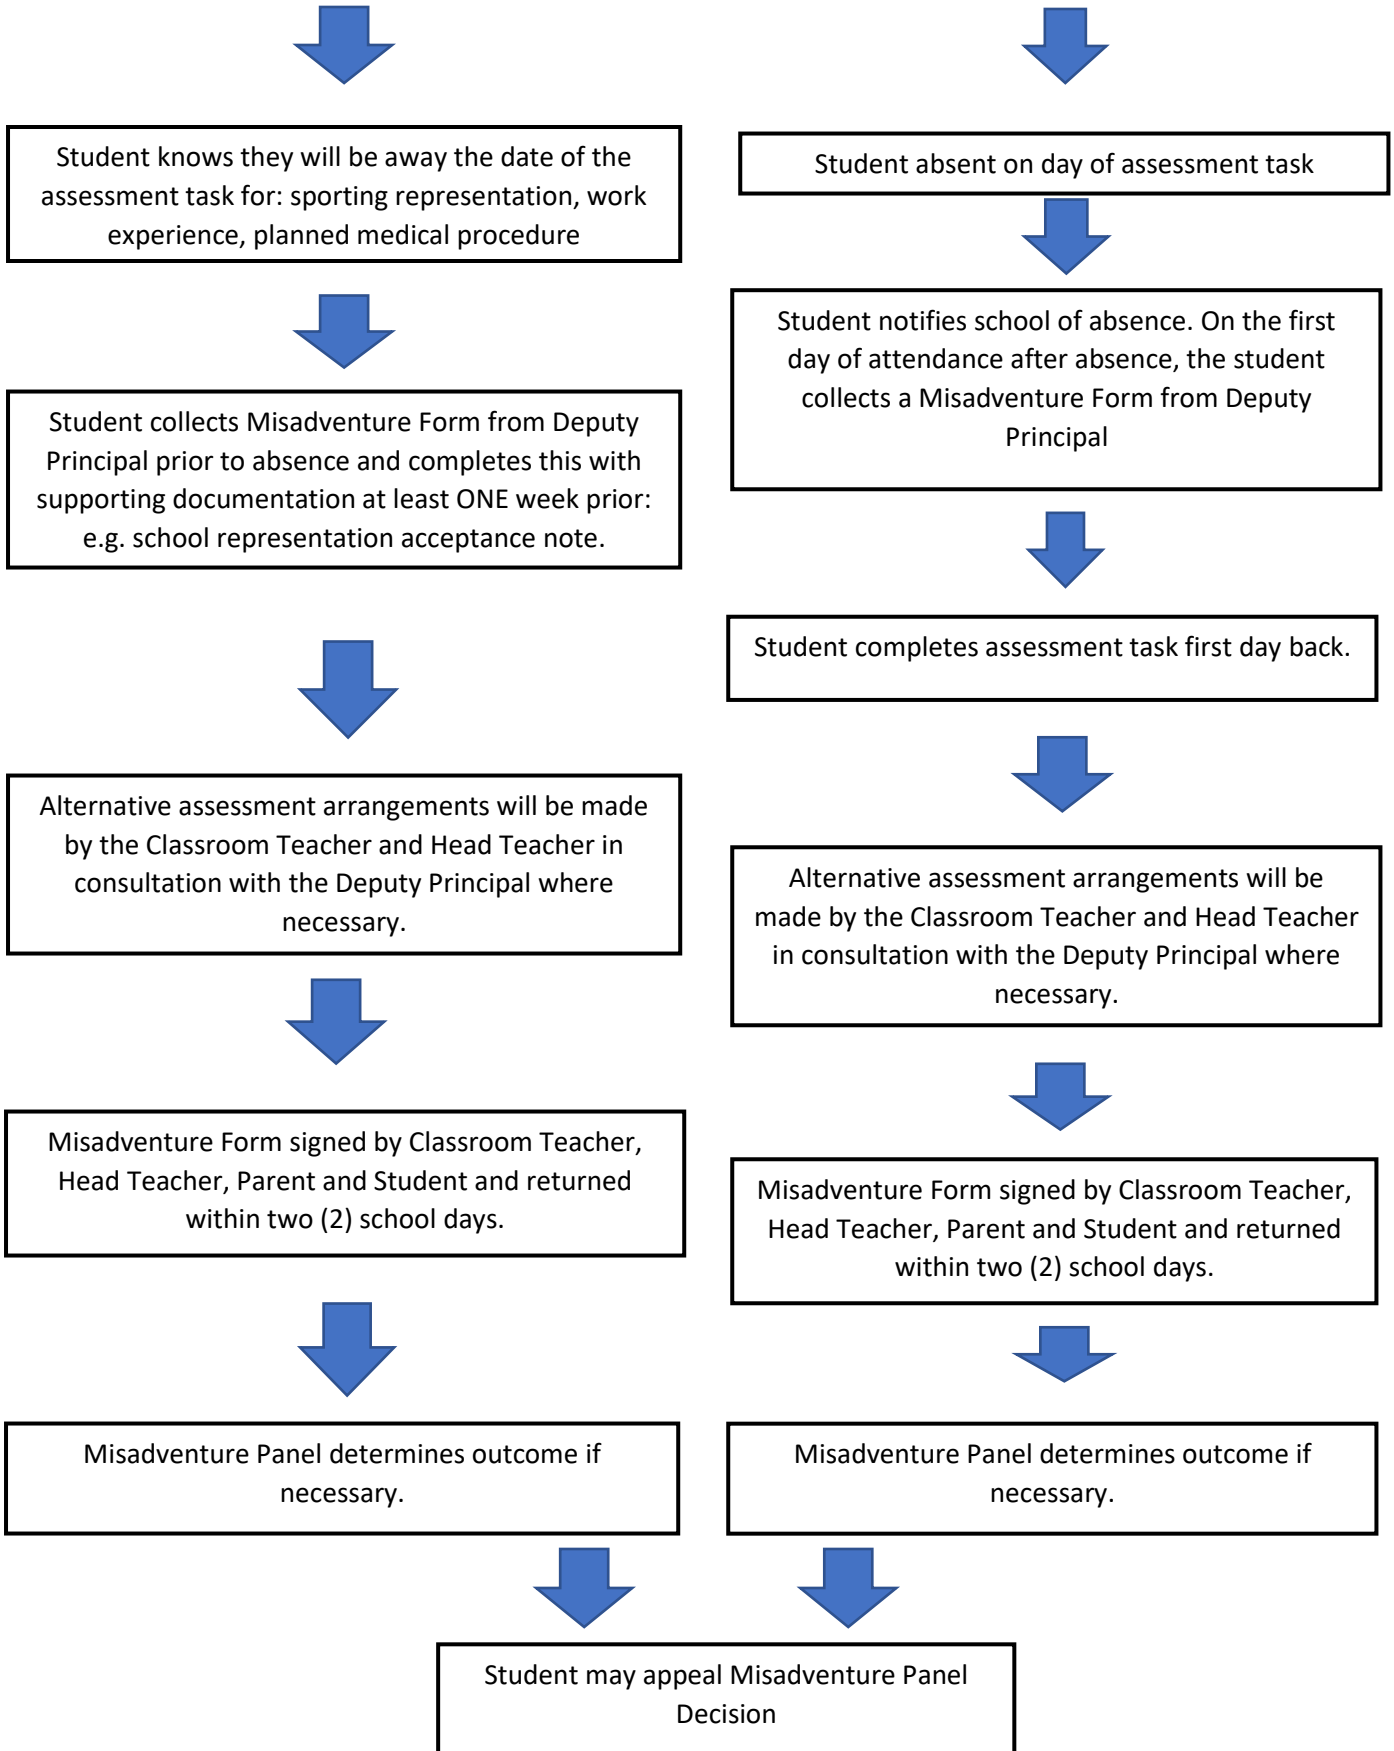 Student knows they will be away the date of the
assessment task for: sporting representation, work
experience, planned medical procedure
Student collects Misadventure Form from Deputy
Principal prior to absence and completes this with
supporting documentation at least ONE week prior:
e.g. school representation acceptance note.
Alternative assessment arrangements will be made
by the Classroom Teacher and Head Teacher in
consultation with the Deputy Principal where
necessary.
Misadventure Form signed by Classroom Teacher,
Head Teacher, Parent and Student and returned
within two (2) school days.
Misadventure Panel determines outcome if
necessary.
Student absent on day of assessment task
Student notifies school of absence. On the first
day of attendance after absence, the student
collects a Misadventure Form from Deputy
Principal
Student completes assessment task first day back.
Alternative assessment arrangements will be
made by the Classroom Teacher and Head Teacher
in consultation with the Deputy Principal where
necessary.
Misadventure Form signed by Classroom Teacher,
Head Teacher, Parent and Student and returned
within two (2) school days.
Misadventure Panel determines outcome if
necessary.
Student may appeal Misadventure Panel
Decision